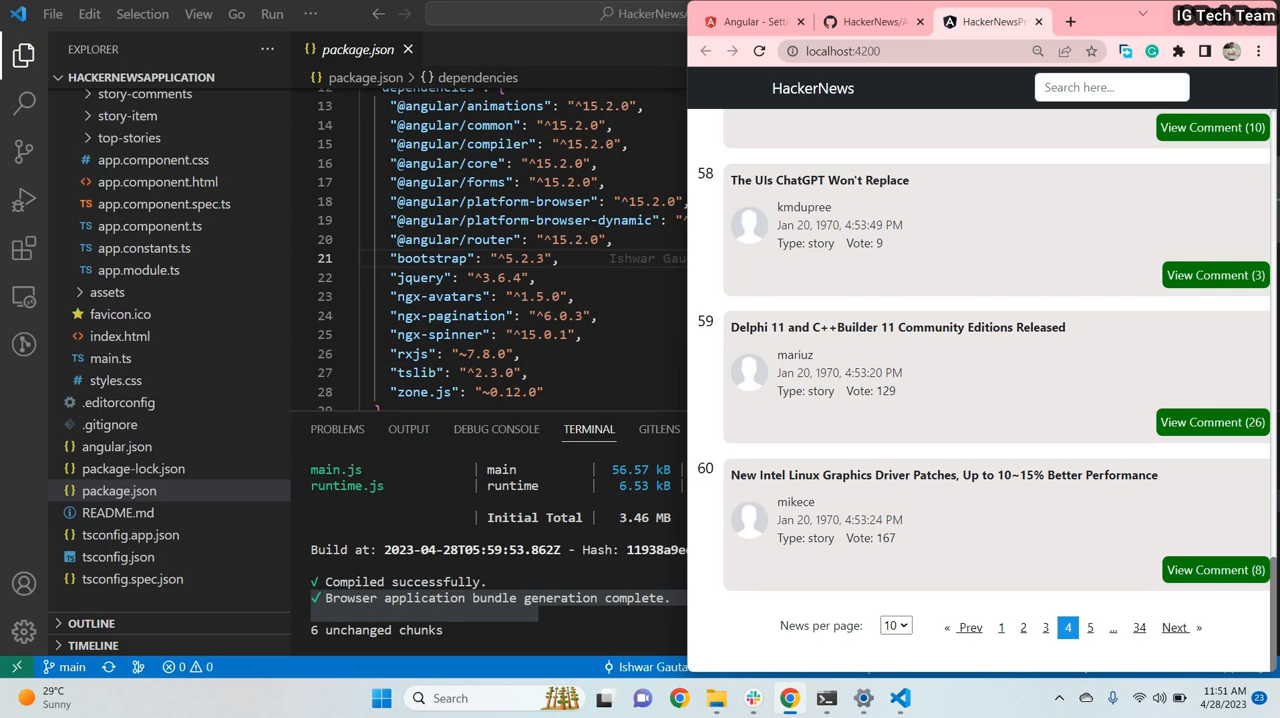 File
Edit
Selection
View
Go
Run
HackerNews/
Angular - Sett
HackerNews/A
HackerNewsPr
IG Tech Team
localhost:4200
EXPLORER
HACKERNEWSAPPLICATION
story-comments
story-item
top-stories
app.component.css
app.component.html
app.component.spec.ts
app.component.ts
app.constants.ts
app.module.ts
assets
favicon.ico
index.html
main.ts
styles.css
.editorconfig
.gitignore
angular.json
package-lock.json
package.json
README.md
tsconfig.app.json
tsconfig.json
tsconfig.spec.json
OUTLINE
TIMELINE
{} package.json
{} package.json > {} dependencies
12 "dependencies": {
13 "@angular/animations": "^15.2.0",
14 "@angular/common": "^15.2.0",
15 "@angular/compiler": "^15.2.0",
16 "@angular/core": "^15.2.0",
17 "@angular/forms": "^15.2.0",
18 "@angular/platform-browser": "^15.2.0",
19 "@angular/platform-browser-dynamic": "^
20 "@angular/router": "^15.2.0",
21 "bootstrap": "^5.2.3", Ishwar Gau
22 "jquery": "^3.6.4",
23 "ngx-avatars": "^1.5.0",
24 "ngx-pagination": "^6.0.3",
25 "ngx-spinner": "^15.0.1",
26 "rxjs": "~7.8.0",
27 "tslib": "^2.3.0",
28 "zone.js": "~0.12.0"
29 }
PROBLEMS
OUTPUT
DEBUG CONSOLE
TERMINAL
GITLENS
main.js | main | 56.57 kB |
runtime.js | runtime | 6.53 kB |
| Initial Total | 3.46 MB
Build at: 2023-04-28T05:59:53.862Z - Hash: 11938a9e
√ Compiled successfully.
✓ Browser application bundle generation complete.
6 unchanged chunks
main
0
0
Ishwar Gauta
HackerNews
Search here...
View Comment (10)
58
The UIs ChatGPT Won't Replace
kmdupree
Jan 20, 1970, 4:53:49 PM
Type: story Vote: 9
View Comment (3)
59
Delphi 11 and C++Builder 11 Community Editions Released
mariuz
Jan 20, 1970, 4:53:20 PM
Type: story Vote: 129
View Comment (26)
60
New Intel Linux Graphics Driver Patches, Up to 10~15% Better Performance
mikece
Jan 20, 1970, 4:53:24 PM
Type: story Vote: 167
View Comment (8)
News per page: 10 « Prev 1 2 3 4 5 ... 34 Next »
29°C
Sunny
Search
11:51 AM
4/28/2023
23